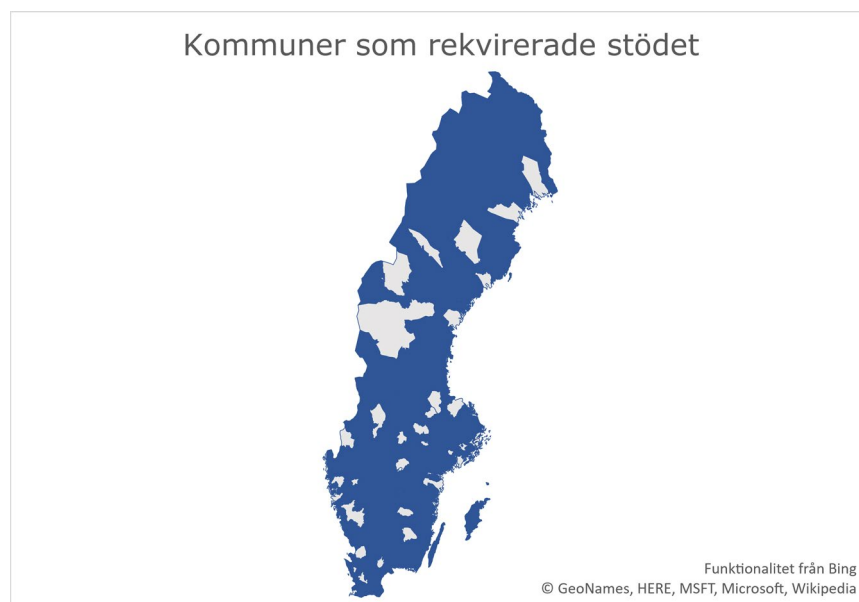 Kommuner som rekvirerade stödet
Funktionalitet från Bing
© GeoNames, HERE, MSFT, Microsoft, Wikipedia